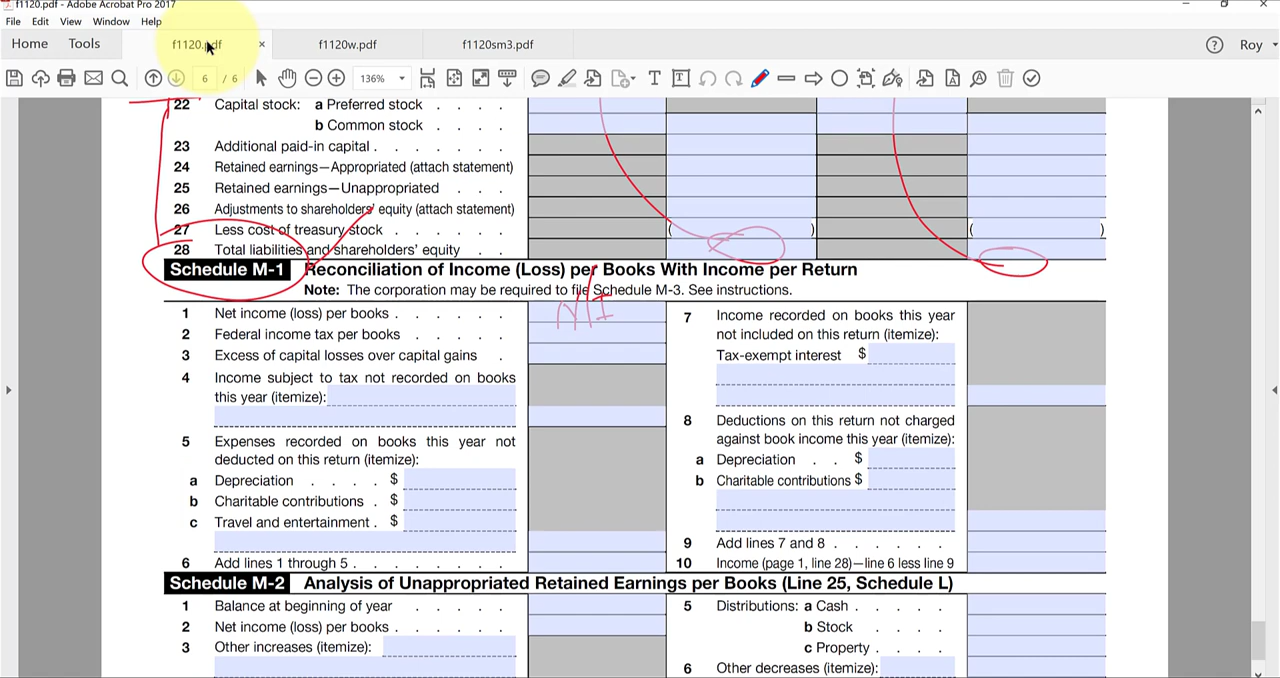 f1120.pdf - Adobe Acrobat Pro 2017
File Edit View Window Help
Home Tools f1120.pdf × f1120w.pdf f1120sm3.pdf ? Roy
6 / 6 136%
22 Capital stock: a Preferred stock . . . .
b Common stock . . . .
23 Additional paid-in capital . . . . . . .
24 Retained earnings—Appropriated (attach statement)
25 Retained earnings—Unappropriated . . .
26 Adjustments to shareholders' equity (attach statement)
27 Less cost of treasury stock . . . . . . ( ) ( )
28 Total liabilities and shareholders' equity . .
Schedule M-1 Reconciliation of Income (Loss) per Books With Income per Return
Note: The corporation may be required to file Schedule M-3. See instructions.
1 Net income (loss) per books . . . . . .
2 Federal income tax per books . . . . .
3 Excess of capital losses over capital gains .
4 Income subject to tax not recorded on books
this year (itemize):
5 Expenses recorded on books this year not
deducted on this return (itemize):
a Depreciation . . . . $
b Charitable contributions . $
c Travel and entertainment . $
6 Add lines 1 through 5 . . . . . . . .
7 Income recorded on books this year
not included on this return (itemize):
Tax-exempt interest $
8 Deductions on this return not charged
against book income this year (itemize):
a Depreciation . . $
b Charitable contributions $
9 Add lines 7 and 8 . . . . . .
10 Income (page 1, line 28)—line 6 less line 9
Schedule M-2 Analysis of Unappropriated Retained Earnings per Books (Line 25, Schedule L)
1 Balance at beginning of year . . . . .
2 Net income (loss) per books . . . . . .
3 Other increases (itemize):
5 Distributions: a Cash . . . . .
b Stock . . . .
c Property . . . .
6 Other decreases (itemize):